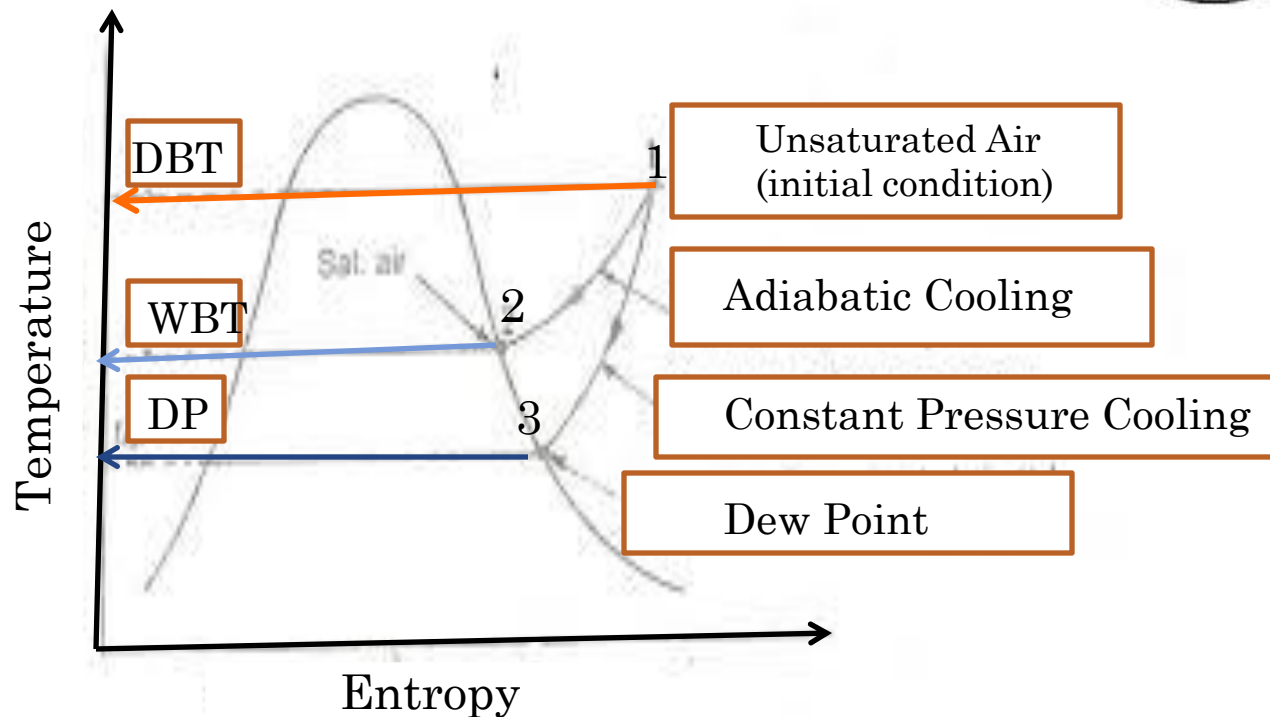 DBT
1
Unsaturated Air
(initial condition)
Sat. air
Adiabatic Cooling
WBT
2
DP
3
Constant Pressure Cooling
Dew Point
Temperature
Entropy